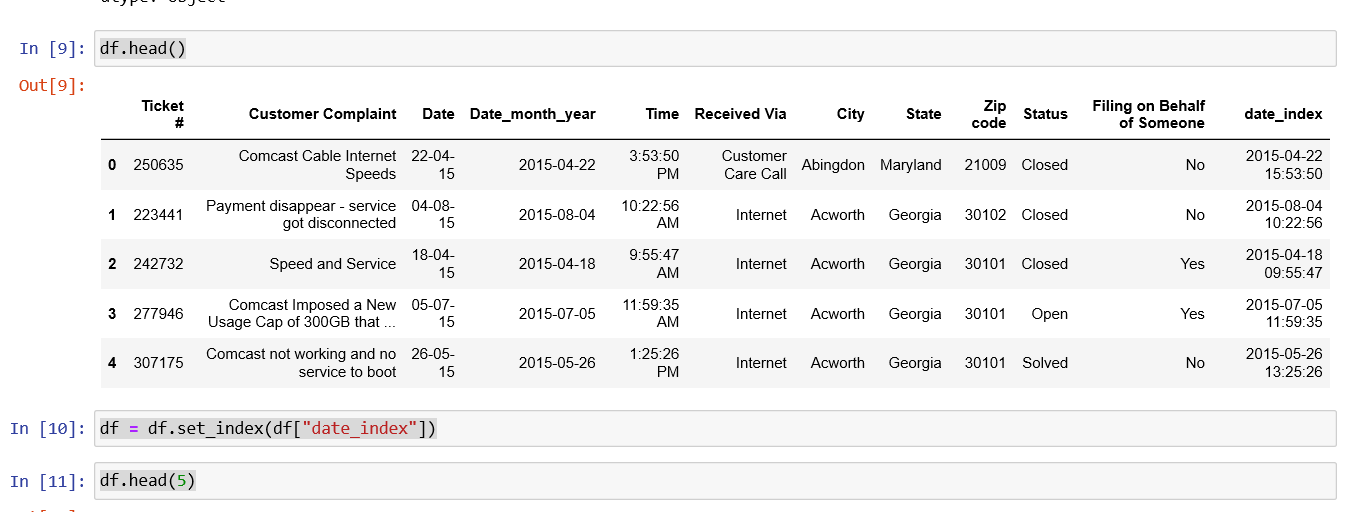 dtype: object
In [9]: df.head()
Out[9]:
Ticket # Customer Complaint Date Date_month_year Time Received Via City State Zip code Status Filing on Behalf of Someone date_index
0 250635 Comcast Cable Internet Speeds 22-04-15 2015-04-22 3:53:50 PM Customer Care Call Abingdon Maryland 21009 Closed No 2015-04-22 15:53:50
1 223441 Payment disappear - service got disconnected 04-08-15 2015-08-04 10:22:56 AM Internet Acworth Georgia 30102 Closed No 2015-08-04 10:22:56
2 242732 Speed and Service 18-04-15 2015-04-18 9:55:47 AM Internet Acworth Georgia 30101 Closed Yes 2015-04-18 09:55:47
3 277946 Comcast Imposed a New Usage Cap of 300GB that ... 05-07-15 2015-07-05 11:59:35 AM Internet Acworth Georgia 30101 Open Yes 2015-07-05 11:59:35
4 307175 Comcast not working and no service to boot 26-05-15 2015-05-26 1:25:26 PM Internet Acworth Georgia 30101 Solved No 2015-05-26 13:25:26
In [10]: df = df.set_index(df["date_index"])
In [11]: df.head(5)